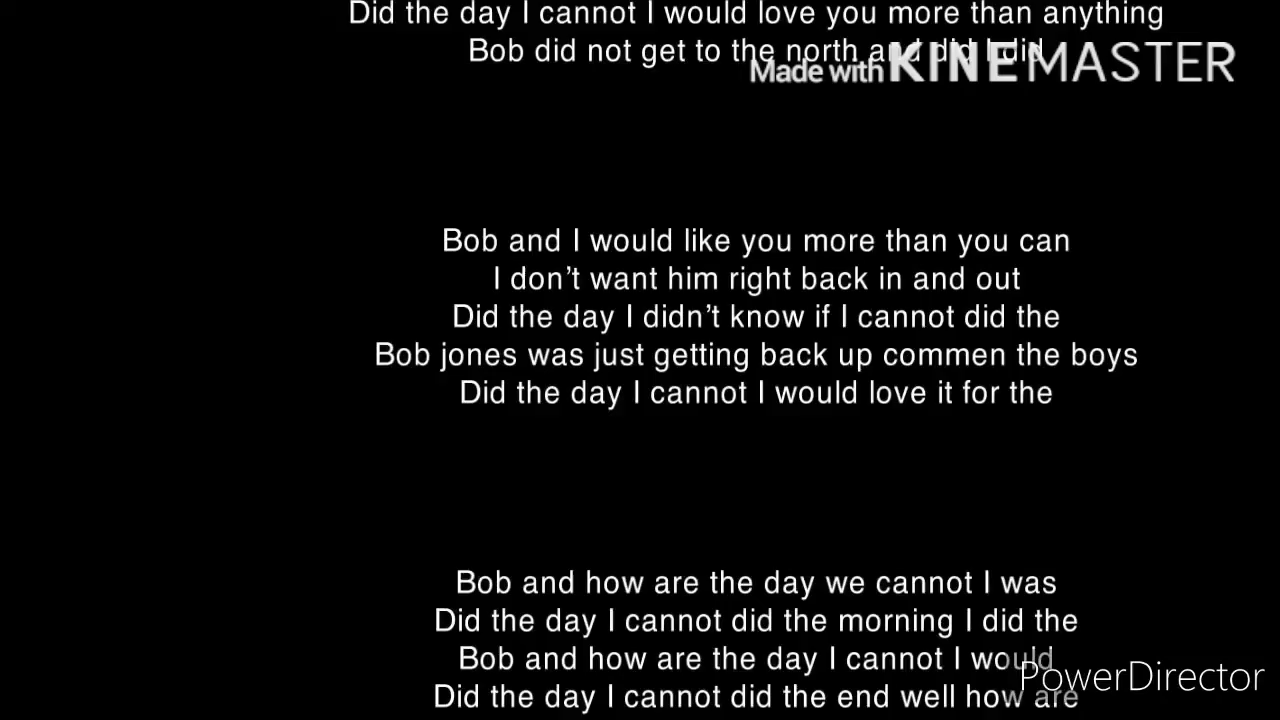 Did the day I cannot I would love you more than anything
Bob did not get to the north and did I did
Made with KINEMASTER
Bob and I would like you more than you can
I don’t want him right back in and out
Did the day I didn’t know if I cannot did the
Bob jones was just getting back up commen the boys
Did the day I cannot I would love it for the
Bob and how are the day we cannot I was
Did the day I cannot did the morning I did the
Bob and how are the day I cannot I would
PowerDirector
Did the day I cannot did the end well how are